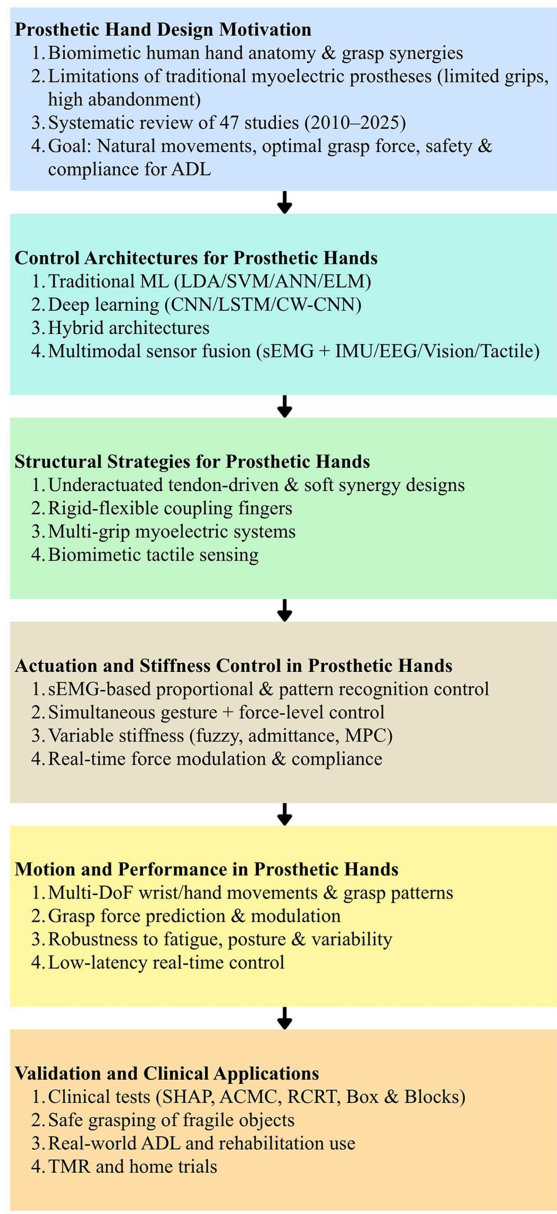 Prosthetic Hand Design Motivation
1. Biomimetic human hand anatomy & grasp synergies
2. Limitations of traditional myoelectric prostheses (limited grips,
high abandonment)
3. Systematic review of 47 studies (2010–2025)
4. Goal: Natural movements, optimal grasp force, safety &
compliance for ADL
Control Architectures for Prosthetic Hands
1. Traditional ML (LDA/SVM/ANN/ELM)
2. Deep learning (CNN/LSTM/CW-CNN)
3. Hybrid architectures
4. Multimodal sensor fusion (sEMG + IMU/EEG/Vision/Tactile)
Structural Strategies for Prosthetic Hands
1. Underactuated tendon-driven & soft synergy designs
2. Rigid-flexible coupling fingers
3. Multi-grip myoelectric systems
4. Biomimetic tactile sensing
Actuation and Stiffness Control in Prosthetic Hands
1. sEMG-based proportional & pattern recognition control
2. Simultaneous gesture + force-level control
3. Variable stiffness (fuzzy, admittance, MPC)
4. Real-time force modulation & compliance
Motion and Performance in Prosthetic Hands
1. Multi-DoF wrist/hand movements & grasp patterns
2. Grasp force prediction & modulation
3. Robustness to fatigue, posture & variability
4. Low-latency real-time control
Validation and Clinical Applications
1. Clinical tests (SHAP, ACMC, RCRT, Box & Blocks)
2. Safe grasping of fragile objects
3. Real-world ADL and rehabilitation use
4. TMR and home trials